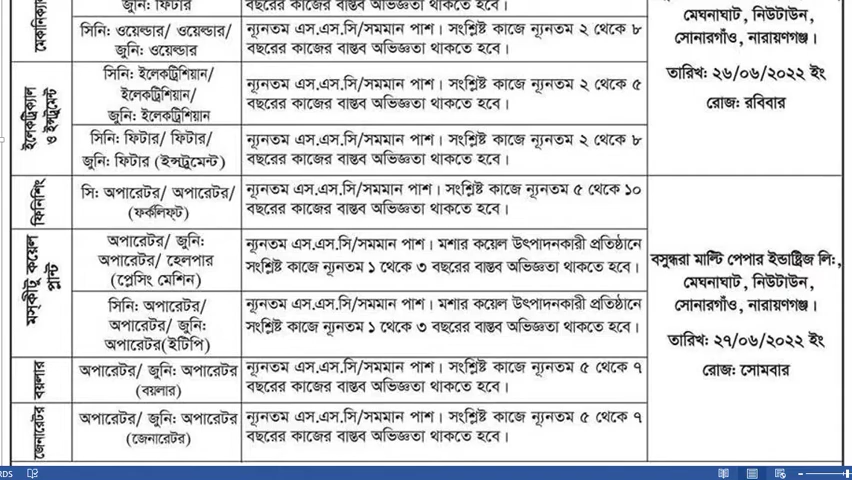 মেকানিক্যাল
জুনি: ফিটার
বছরের কাজের বাস্তব অভিজ্ঞতা থাকতে হবে।
সিনি: ওয়েল্ডার/ ওয়েল্ডার/
জুনি: ওয়েল্ডার
ন্যূনতম এস.এস.সি/সমমান পাশ। সংশ্লিষ্ট কাজে ন্যূনতম ২ থেকে ৮
বছরের কাজের বাস্তব অভিজ্ঞতা থাকতে হবে।
মেঘনাঘাট, নিউটাউন,
সোনারগাঁও, নারায়ণগঞ্জ।
তারিখ: ২৬/০৬/২০২২ ইং
রোজ: রবিবার
ইলেকট্রিক্যাল
ও ইন্সট্রুমেন্ট
সিনি: ইলেকট্রিশিয়ান/
ইলেকট্রিশিয়ান/
জুনি: ইলেকট্রিশিয়ান
ন্যূনতম এস.এস.সি/সমমান পাশ। সংশ্লিষ্ট কাজে ন্যূনতম ২ থেকে ৫
বছরের কাজের বাস্তব অভিজ্ঞতা থাকতে হবে।
সিনি: ফিটার/ ফিটার/
জুনি: ফিটার (ইন্সট্রুমেন্ট)
ন্যূনতম এস.এস.সি/সমমান পাশ। সংশ্লিষ্ট কাজে ন্যূনতম ২ থেকে ৮
বছরের কাজের বাস্তব অভিজ্ঞতা থাকতে হবে।
ফিনিশিং
সি: অপারেটর/ অপারেটর/
(ফর্কলিফ্ট)
ন্যূনতম এস.এস.সি/সমমান পাশ। সংশ্লিষ্ট কাজে ন্যূনতম ৫ থেকে ১০
বছরের কাজের বাস্তব অভিজ্ঞতা থাকতে হবে।
মস্কীটু কয়েল
প্লান্ট
অপারেটর/ জুনি:
অপারেটর/ হেলপার
(প্লেসিং মেশিন)
ন্যূনতম এস.এস.সি/সমমান পাশ। মশার কয়েল উৎপাদনকারী প্রতিষ্ঠানে
সংশ্লিষ্ট কাজে ন্যূনতম ১ থেকে ৩ বছরের বাস্তব অভিজ্ঞতা থাকতে হবে।
সিনি: অপারেটর/
অপারেটর/ জুনি:
অপারেটর(ইটিপি)
ন্যূনতম এস.এস.সি/সমমান পাশ। মশার কয়েল উৎপাদনকারী প্রতিষ্ঠানে
সংশ্লিষ্ট কাজে ন্যূনতম ১ থেকে ৩ বছরের বাস্তব অভিজ্ঞতা থাকতে হবে।
বসুন্ধরা মাল্টি পেপার ইন্ডাষ্ট্রিজ লি:,
মেঘনাঘাট, নিউটাউন,
সোনারগাঁও, নারায়ণগঞ্জ।
তারিখ: ২৭/০৬/২০২২ ইং
রোজ: সোমবার
বয়লার
অপারেটর/ জুনি: অপারেটর
(বয়লার)
ন্যূনতম এস.এস.সি/সমমান পাশ। সংশ্লিষ্ট কাজে ন্যূনতম ৫ থেকে ৭
বছরের কাজের বাস্তব অভিজ্ঞতা থাকতে হবে।
জেনারেটর
অপারেটর/ জুনি: অপারেটর
(জেনারেটর)
ন্যূনতম এস.এস.সি/সমমান পাশ। সংশ্লিষ্ট কাজে ন্যূনতম ৫ থেকে ৭
বছরের কাজের বাস্তব অভিজ্ঞতা থাকতে হবে।
RDS